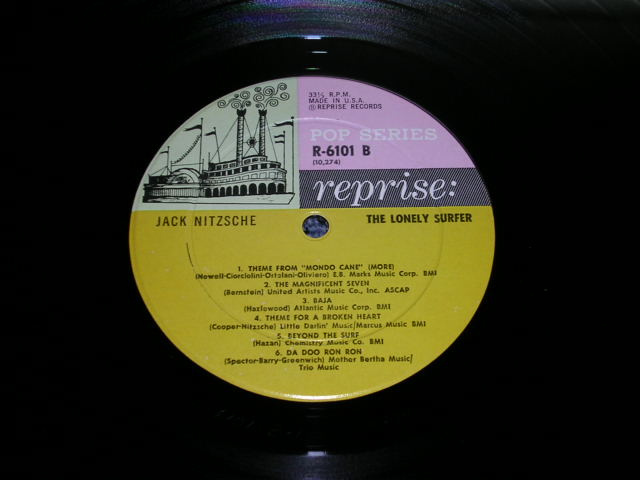 33⅓ R.P.M.
MADE IN U.S.A.
Ⓡ REPRISE RECORDS
POP SERIES
R-6101 B
(10,274)
reprise:
JACK NITZSCHE
THE LONELY SURFER
1. THEME FROM "MONDO CANE" (MORE)
(Newell-Ciorciolini-Ortolani-Oliviero) E.B. Marks Music Corp. BMI
2. THE MAGNIFICENT SEVEN
(Bernstein) United Artists Music Co., Inc. ASCAP
3. BAJA
(Hazlewood) Atlantic Music Corp. BMI
4. THEME FOR A BROKEN HEART
(Cooper-Nitzsche) Little Darlin' Music/Marcus Music BMI
5. BEYOND THE SURF
(Hazan) Chemistry Music Co. BMI
6. DA DOO RON RON
(Spector-Barry-Greenwich) Mother Bertha Music/
Trio Music